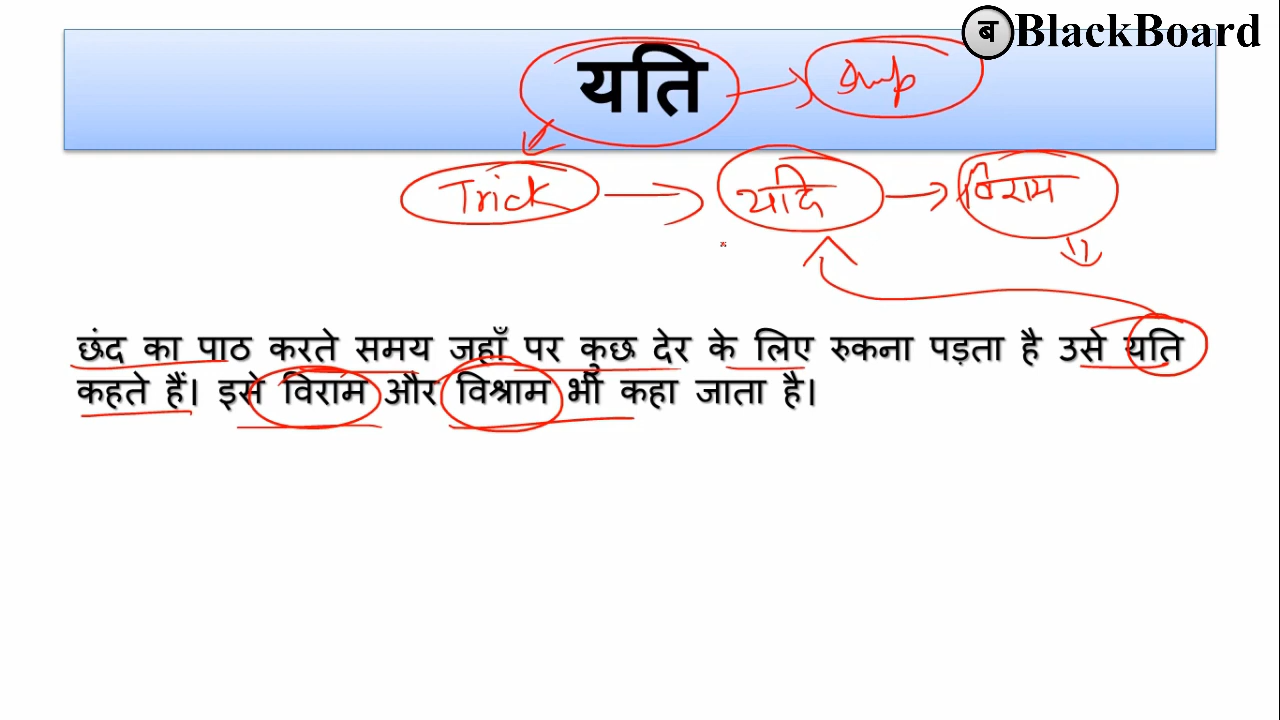 ब BlackBoard
यति
Trick यदि विराम
छंद का पाठ करते समय जहाँ पर कुछ देर के लिए रुकना पड़ता है उसे यति
कहते हैं। इसे विराम और विश्राम भी कहा जाता है।